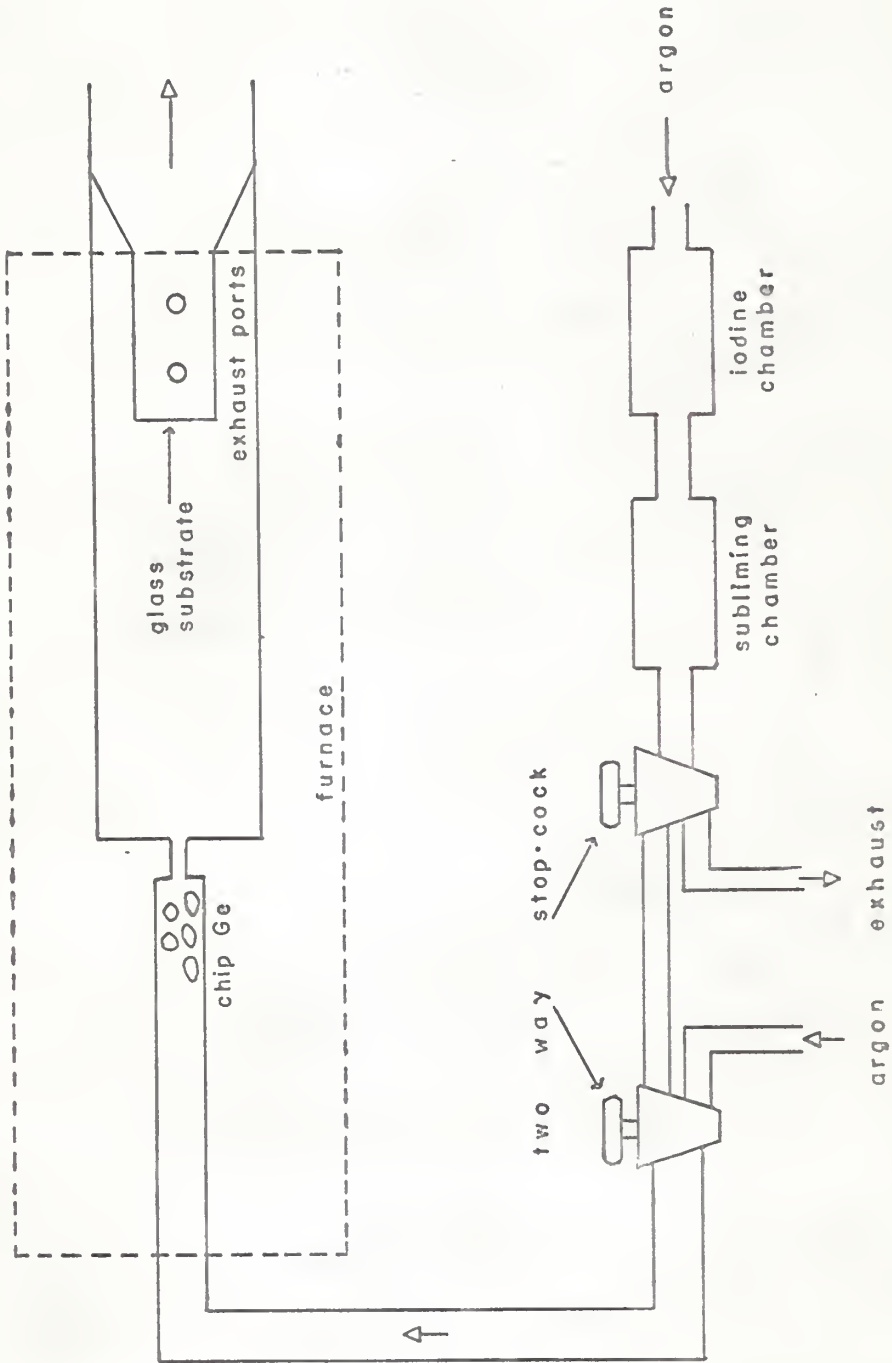 glass
substrate
exhaust ports
chip Ge
furnace
two way stop·cock
argon
subliming
chamber
iodine
chamber
argon exhaust